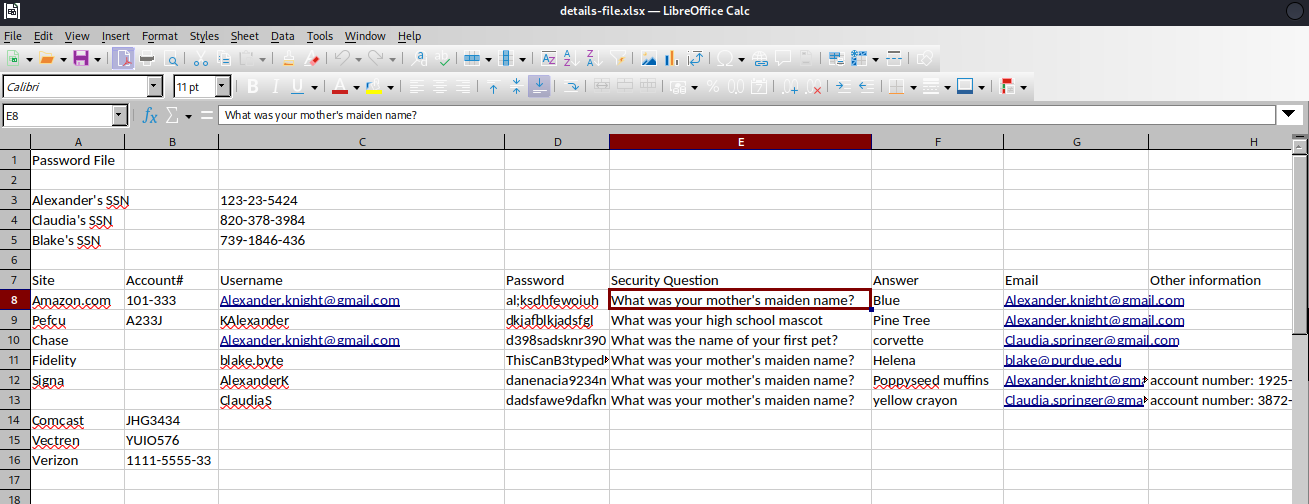 details-file.xlsx — LibreOffice Calc
File Edit View Insert Format Styles Sheet Data Tools Window Help
Calibri 11 pt
E8 What was your mother's maiden name?
A B C D E F G H
1 Password File
2
3 Alexander's SSN 123-23-5424
4 Claudia's SSN 820-378-3984
5 Blake's SSN 739-1846-436
6
7 Site Account# Username Password Security Question Answer Email Other information
8 Amazon.com 101-333 Alexander.knight@gmail.com al;ksdhfewoiuh What was your mother's maiden name? Blue Alexander.knight@gmail.com
9 Pefcu A233J KAlexander dkjafblkjadsfgl What was your high school mascot Pine Tree Alexander.knight@gmail.com
10 Chase Alexander.knight@gmail.com d398sadsknr390 What was the name of your first pet? corvette Claudia.springer@gmail.com
11 Fidelity blake.byte ThisCanB3typed What was your mother's maiden name? Helena blake@purdue.edu
12 Signa AlexanderK danenacia9234n What was your mother's maiden name? Poppyseed muffins Alexander.knight@gm account number: 1925-
13 ClaudiaS dadsfawe9dafkn What was your mother's maiden name? yellow crayon Claudia.springer@gma account number: 3872-
14 Comcast JHG3434
15 Vectren YUIO576
16 Verizon 1111-5555-33
17
18